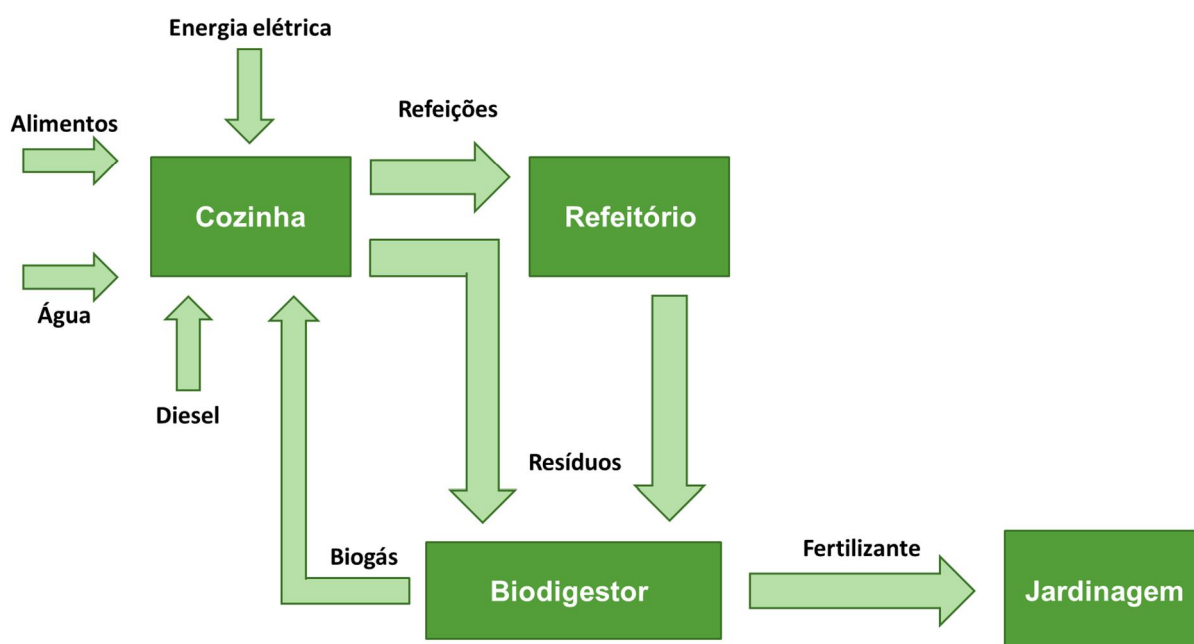 Energia elétrica
Alimentos
Refeições
Cozinha
Refeitório
Água
Diesel
Resíduos
Biogás
Fertilizante
Biodigestor
Jardinagem